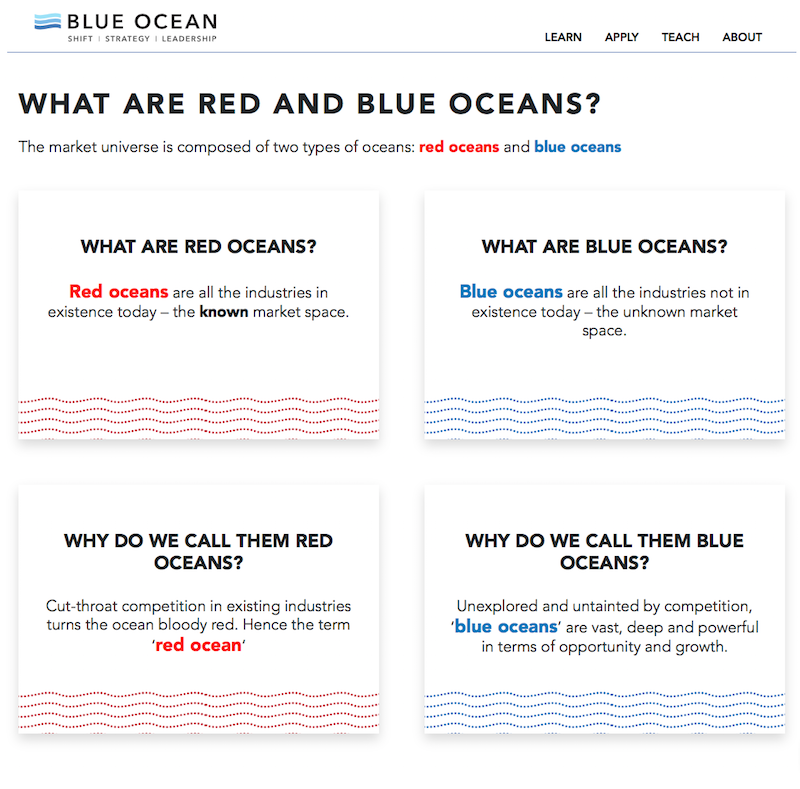 BLUE OCEAN
SHIFT | STRATEGY | LEADERSHIP
LEARN APPLY TEACH ABOUT
WHAT ARE RED AND BLUE OCEANS?
The market universe is composed of two types of oceans: red oceans and blue oceans
WHAT ARE RED OCEANS?
Red oceans are all the industries in
existence today – the known market space.
WHAT ARE BLUE OCEANS?
Blue oceans are all the industries not in
existence today – the unknown market
space.
WHY DO WE CALL THEM RED
OCEANS?
Cut-throat competition in existing industries
turns the ocean bloody red. Hence the term
‘red ocean‘
WHY DO WE CALL THEM BLUE
OCEANS?
Unexplored and untainted by competition,
‘blue oceans’ are vast, deep and powerful
in terms of opportunity and growth.